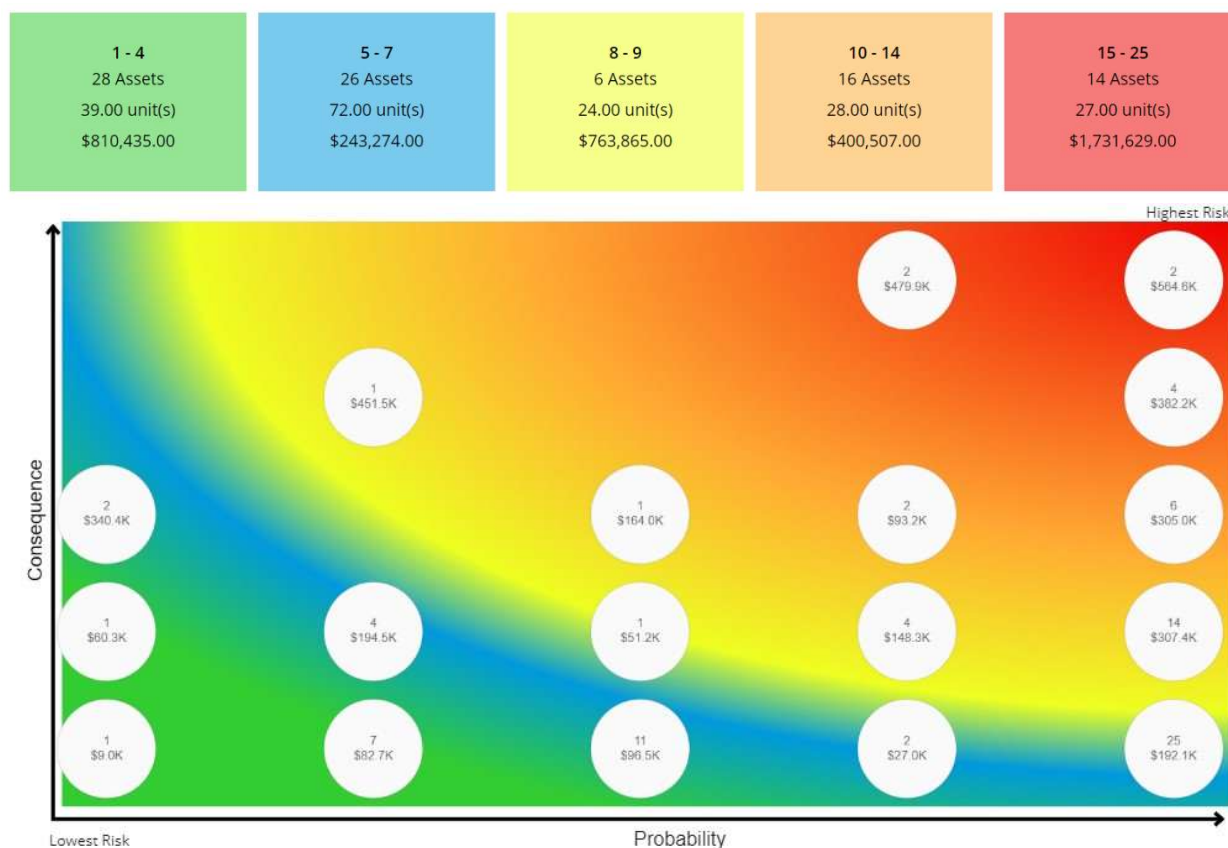 1 - 4
28 Assets
39.00 unit(s)
$810,435.00
5 - 7
26 Assets
72.00 unit(s)
$243,274.00
8 - 9
6 Assets
24.00 unit(s)
$763,865.00
10 - 14
16 Assets
28.00 unit(s)
$400,507.00
15 - 25
14 Assets
27.00 unit(s)
$1,731,629.00
Highest Risk
Consequence
2
$479.9K
2
$564.6K
1
$451.5K
4
$382.2K
2
$340.4K
1
$164.0K
2
$93.2K
6
$305.0K
1
$60.3K
4
$194.5K
1
$51.2K
4
$148.3K
14
$307.4K
1
$9.0K
7
$82.7K
11
$96.5K
2
$27.0K
25
$192.1K
Lowest Risk
Probability